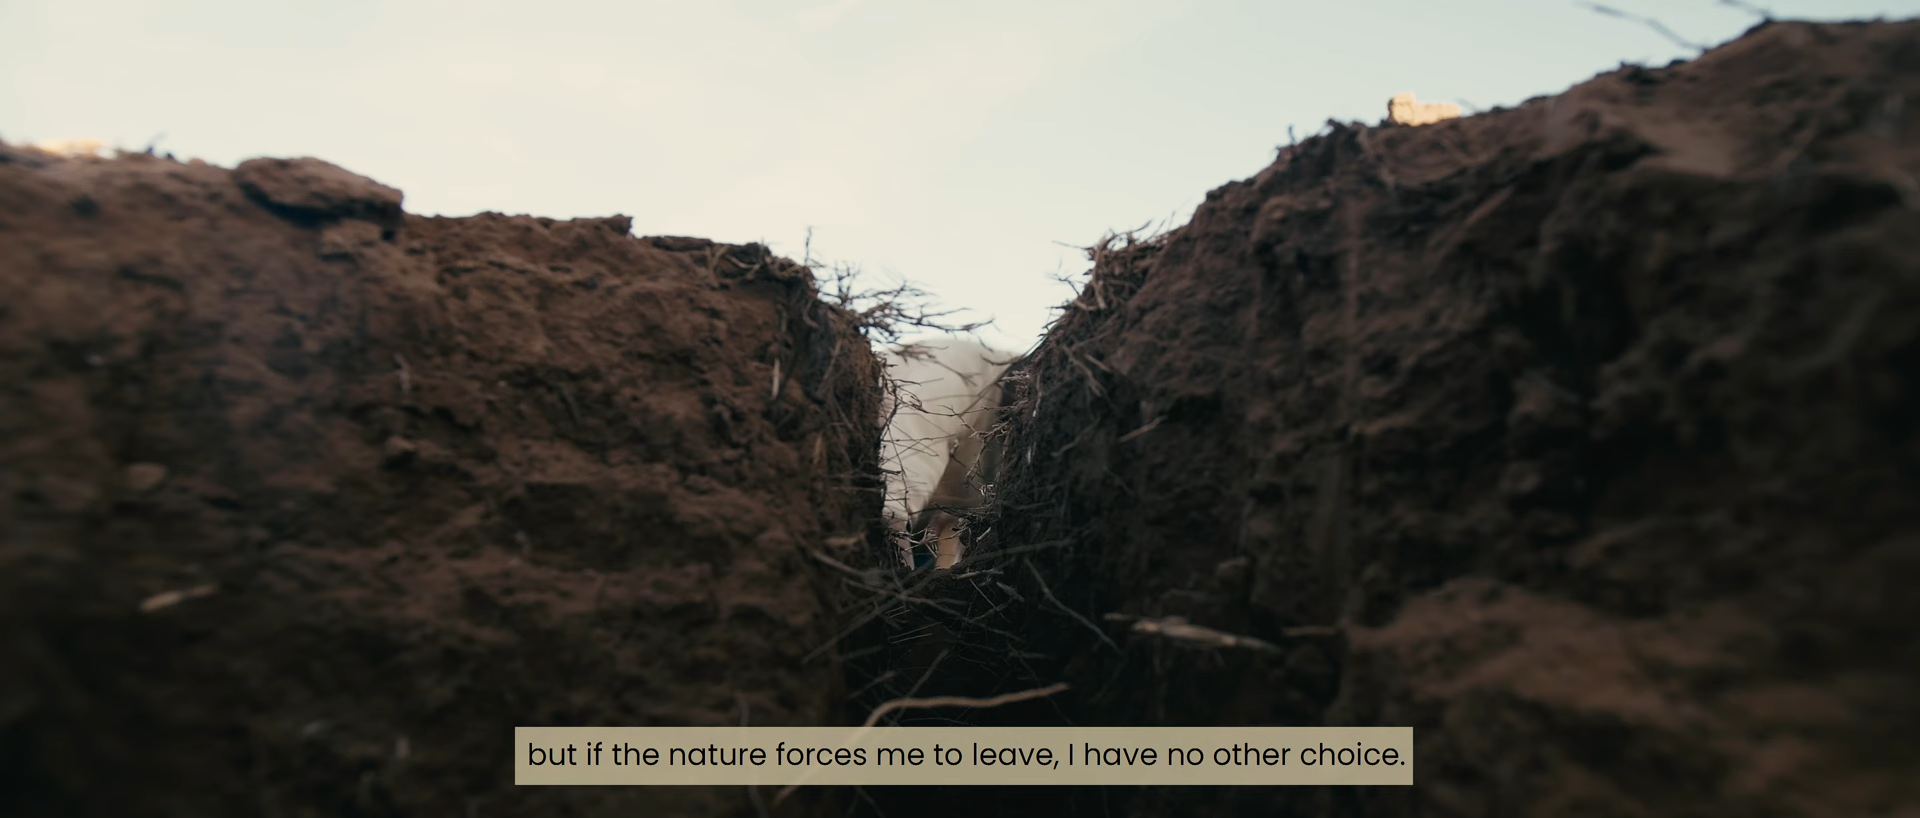 but if the nature forces me to leave, I have no other choice.